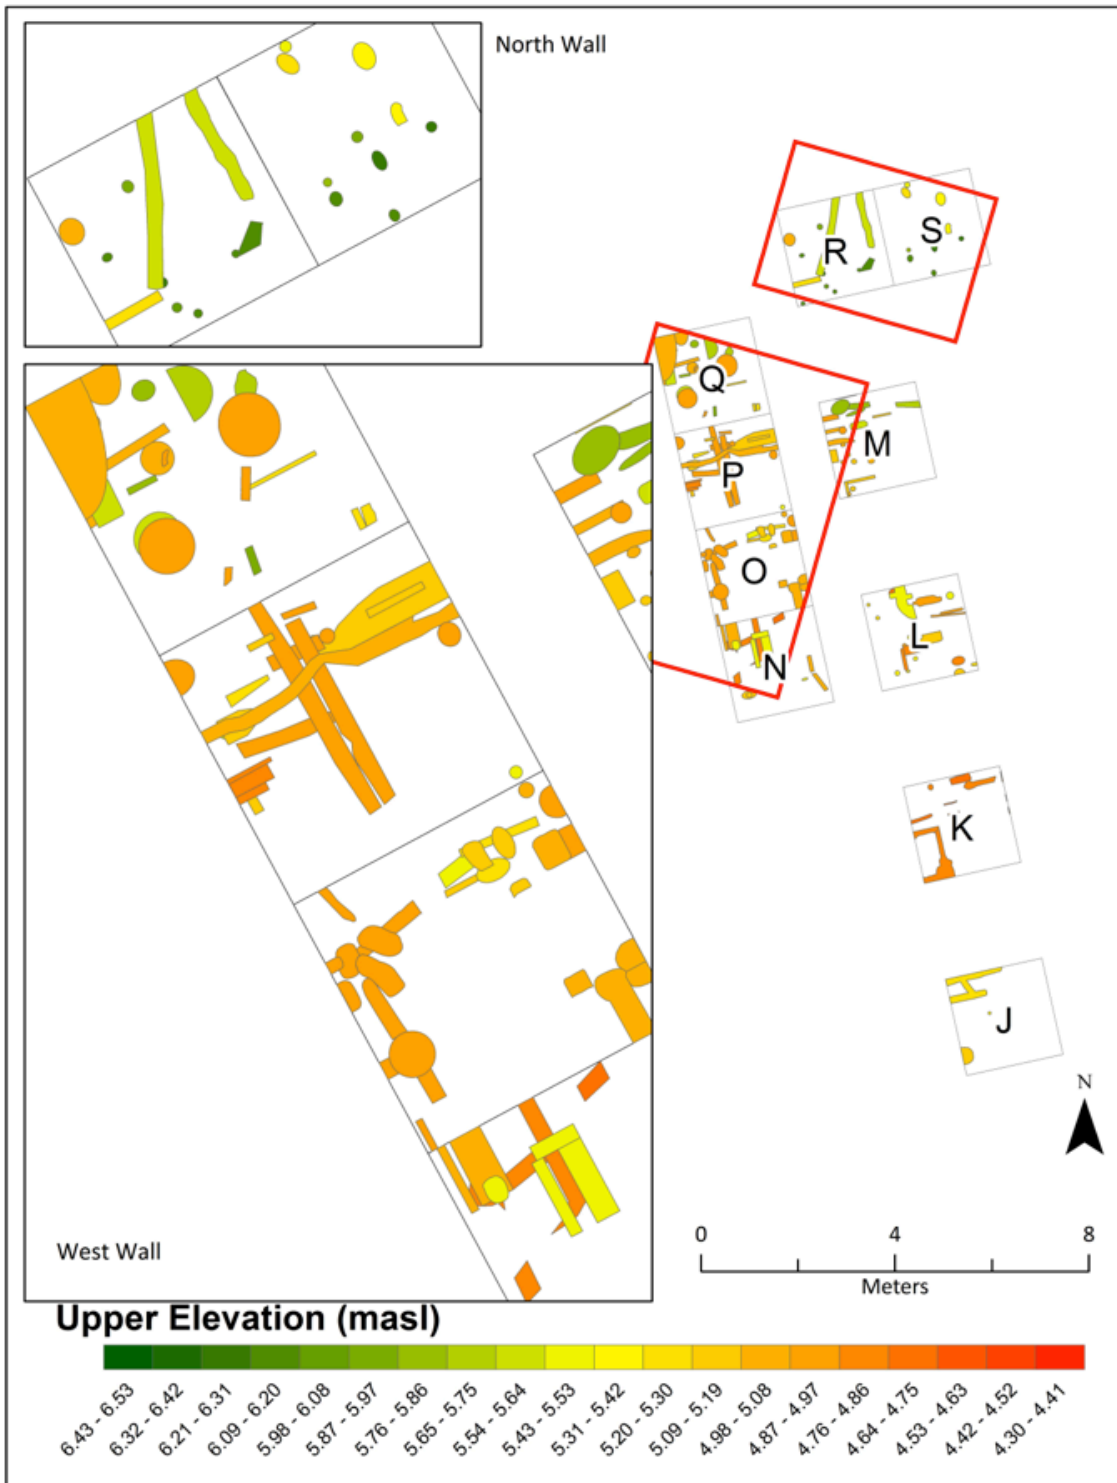 North Wall
R
S
Q
M
P
O
L
N
K
J
N
West Wall
0 4 8
Meters
Upper Elevation (masl)
6.43 - 6.53
6.32 - 6.42
6.21 - 6.31
6.09 - 6.20
5.98 - 6.08
5.87 - 5.97
5.76 - 5.86
5.65 - 5.75
5.54 - 5.64
5.43 - 5.53
5.31 - 5.42
5.20 - 5.30
5.09 - 5.19
4.98 - 5.08
4.87 - 4.97
4.76 - 4.86
4.64 - 4.75
4.53 - 4.63
4.42 - 4.52
4.30 - 4.41